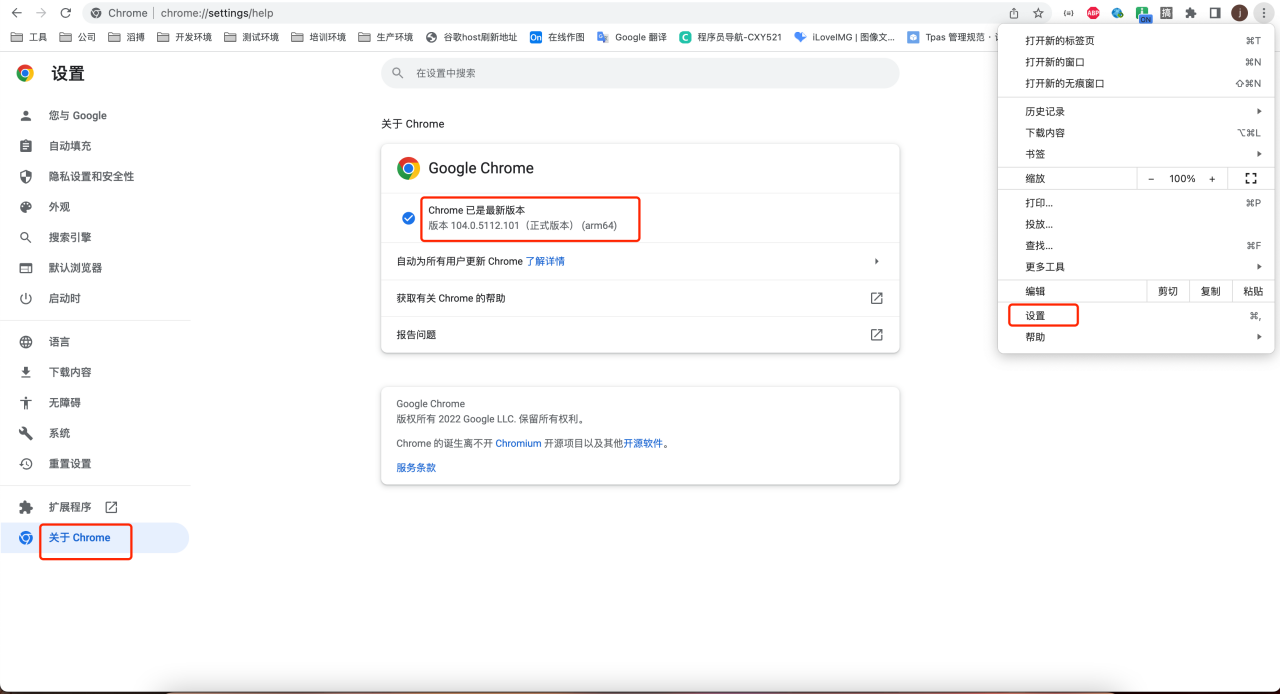 Chrome | chrome://settings/help
ABP
ON
搞
j
工具
公司
滔搏
开发环境
测试环境
培训环境
生产环境
谷歌host刷新地址
On 在线作图
Google 翻译
C 程序员导航-CXY521
iLoveIMG | 图像文...
Tpas 管理规范 ·
设置
在设置中搜索
您与 Google
自动填充
隐私设置和安全性
外观
搜索引擎
默认浏览器
启动时
语言
下载内容
无障碍
系统
重置设置
扩展程序
关于 Chrome
关于 Chrome
Google Chrome
Chrome 已是最新版本
版本 104.0.5112.101（正式版本） (arm64)
自动为所有用户更新 Chrome 了解详情
获取有关 Chrome 的帮助
报告问题
Google Chrome
版权所有 2022 Google LLC. 保留所有权利。
Chrome 的诞生离不开 Chromium 开源项目以及其他开源软件。
服务条款
打开新的标签页 ⌘T
打开新的窗口 ⌘N
打开新的无痕窗口 ⇧⌘N
历史记录
下载内容 ⌥⌘L
书签
缩放 − 100% +
打印... ⌘P
投放...
查找... ⌘F
更多工具
编辑 剪切 复制 粘贴
设置 ⌘,
帮助